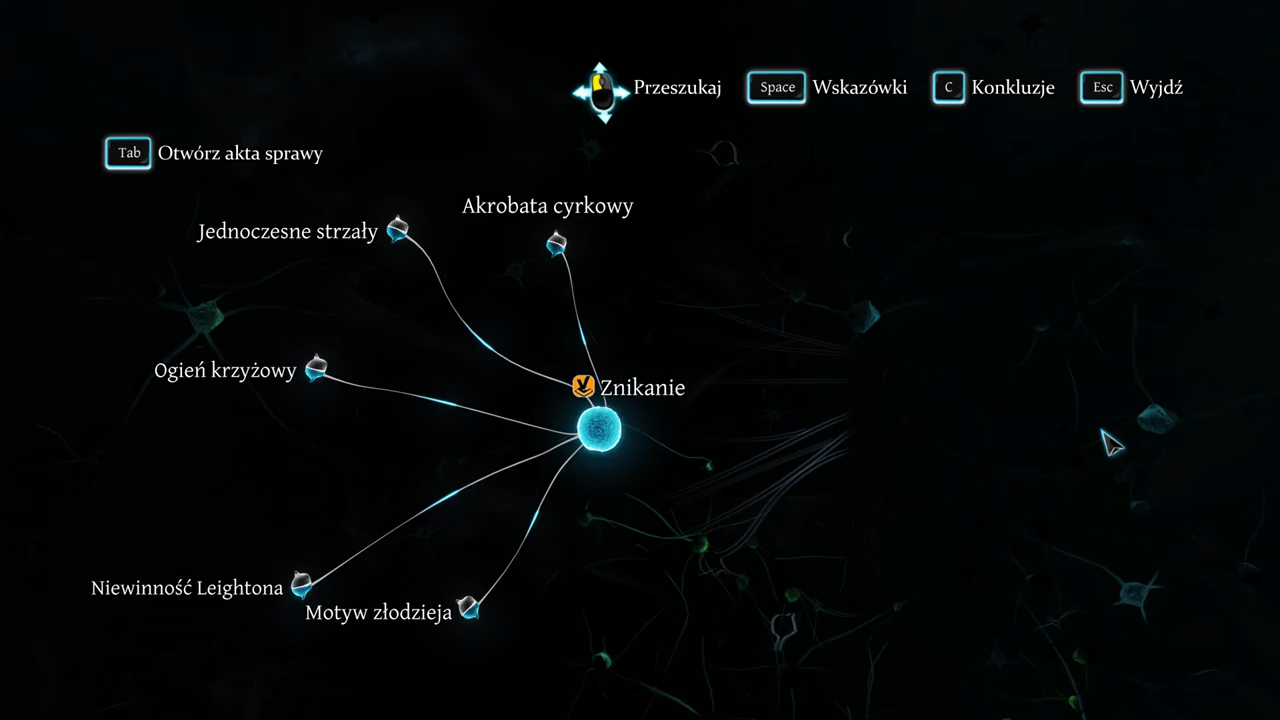 Przeszukaj
Space Wskazówki
C Konkluzje
Esc Wyjdź
Tab Otwórz akta sprawy
Akrobata cyrkowy
Jednoczesne strzały
Ogień krzyżowy
Znikanie
Niewinność Leightona
Motyw złodzieja